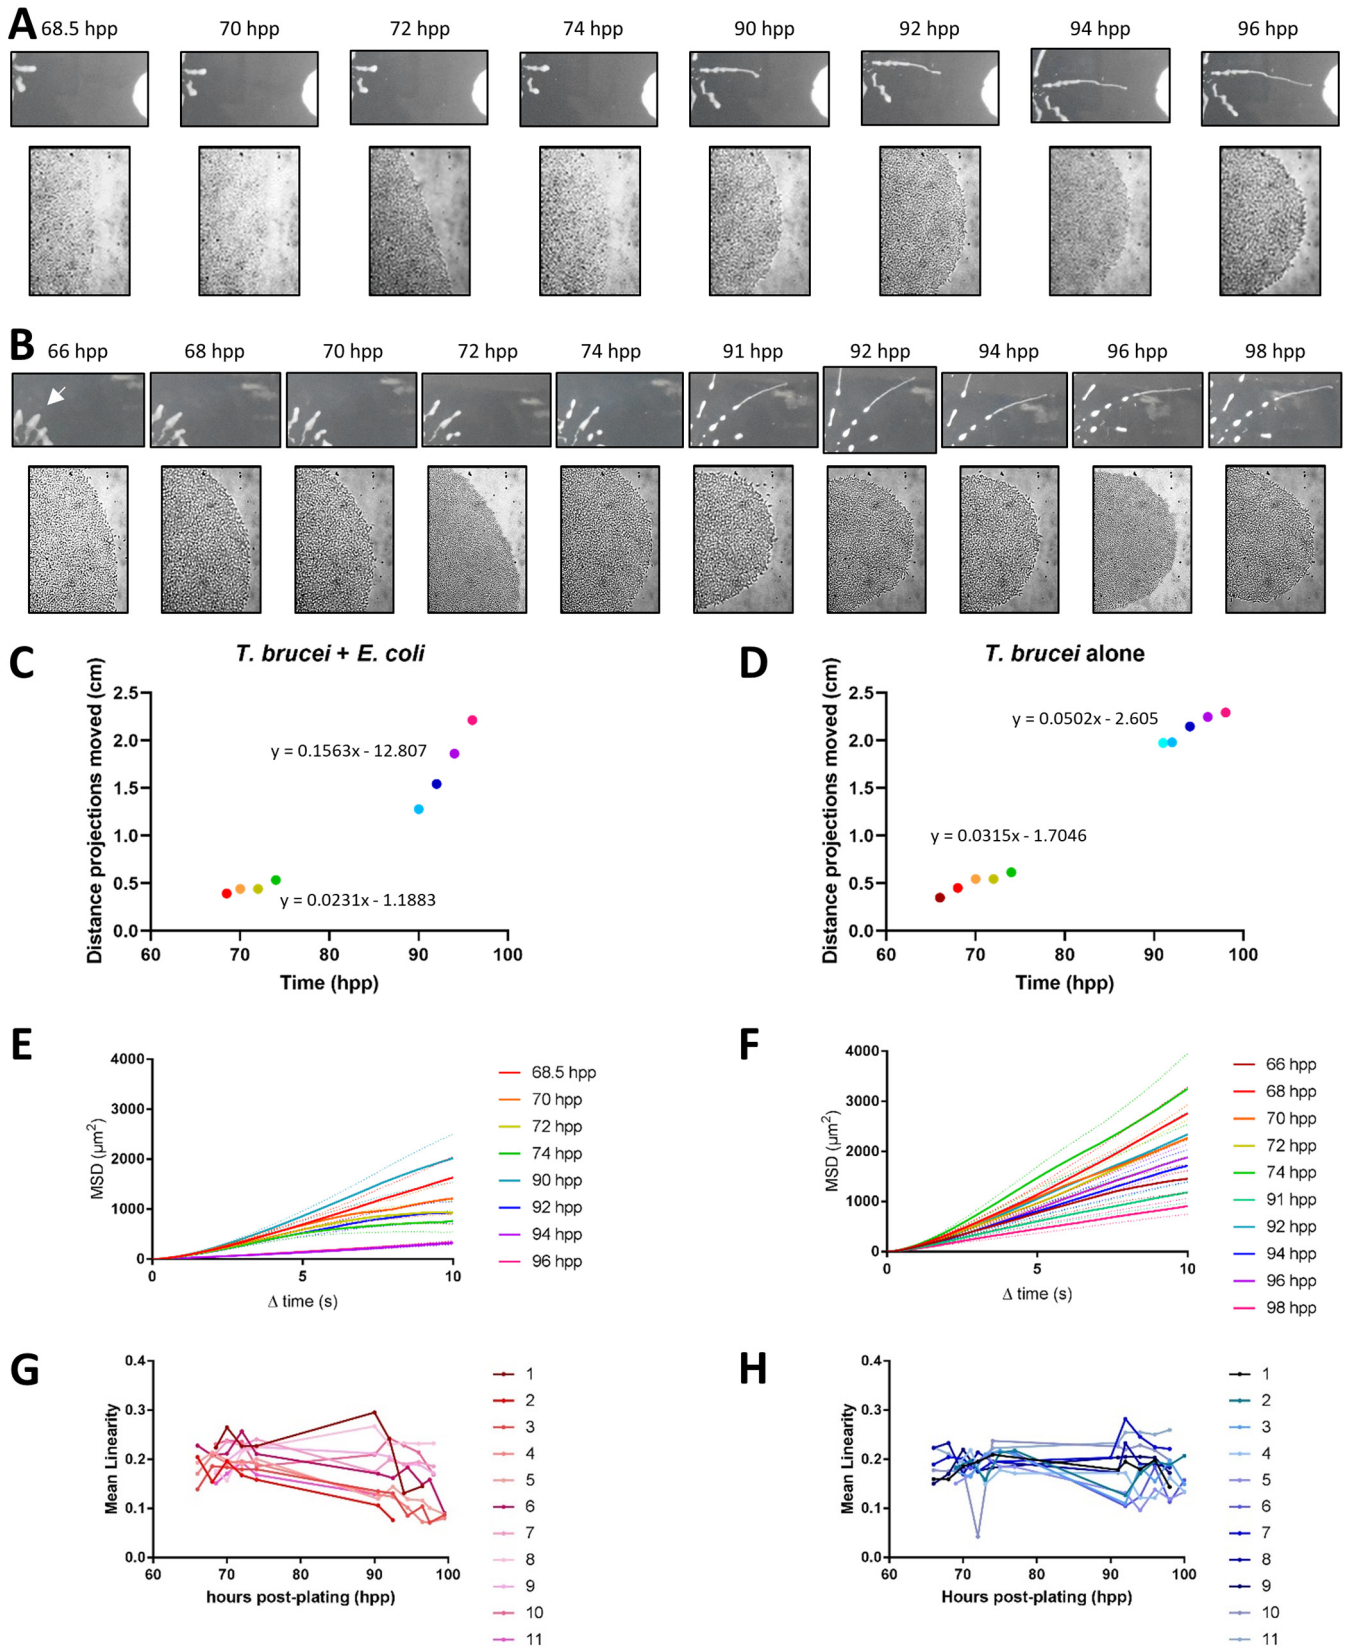 A
68.5 hpp 70 hpp 72 hpp 74 hpp 90 hpp 92 hpp 94 hpp 96 hpp
B
66 hpp 68 hpp 70 hpp 72 hpp 74 hpp 91 hpp 92 hpp 94 hpp 96 hpp 98 hpp
C
T. brucei + E. coli
Distance projections moved (cm)
2.5
2.0
1.5
1.0
0.5
0.0
y = 0.1563x - 12.807
y = 0.0231x - 1.1883
60 70 80 90 100
Time (hpp)
D
T. brucei alone
Distance projections moved (cm)
2.5
2.0
1.5
1.0
0.5
0.0
y = 0.0502x - 2.605
y = 0.0315x - 1.7046
60 70 80 90 100
Time (hpp)
E
MSD (µm²)
4000
3000
2000
1000
0
0 5 10
Δ time (s)
68.5 hpp
70 hpp
72 hpp
74 hpp
90 hpp
92 hpp
94 hpp
96 hpp
F
MSD (µm²)
4000
3000
2000
1000
0
0 5 10
Δ time (s)
66 hpp
68 hpp
70 hpp
72 hpp
74 hpp
91 hpp
92 hpp
94 hpp
96 hpp
98 hpp
G
Mean Linearity
0.4
0.3
0.2
0.1
0.0
60 70 80 90 100
hours post-plating (hpp)
1
2
3
4
5
6
7
8
9
10
11
H
Mean Linearity
0.4
0.3
0.2
0.1
0.0
60 70 80 90 100
Hours post-plating (hpp)
1
2
3
4
5
6
7
8
9
10
11